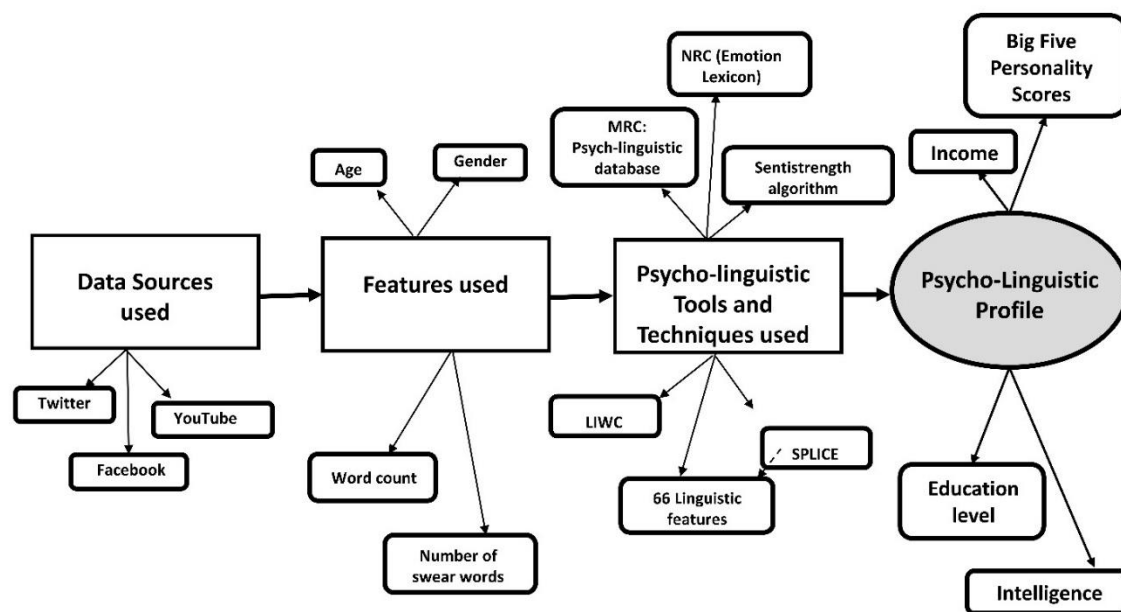 NRC (Emotion
Lexicon)
Big Five
Personality
Scores
MRC:
Psych-linguistic
database
Age
Gender
Sentistrength
algorithm
Income
Data Sources
used
Features used
Psycho-linguistic
Tools and
Techniques used
Psycho-Linguistic
Profile
Twitter
YouTube
Facebook
Word count
Number of
swear words
LIWC
SPLICE
66 Linguistic
features
Education
level
Intelligence